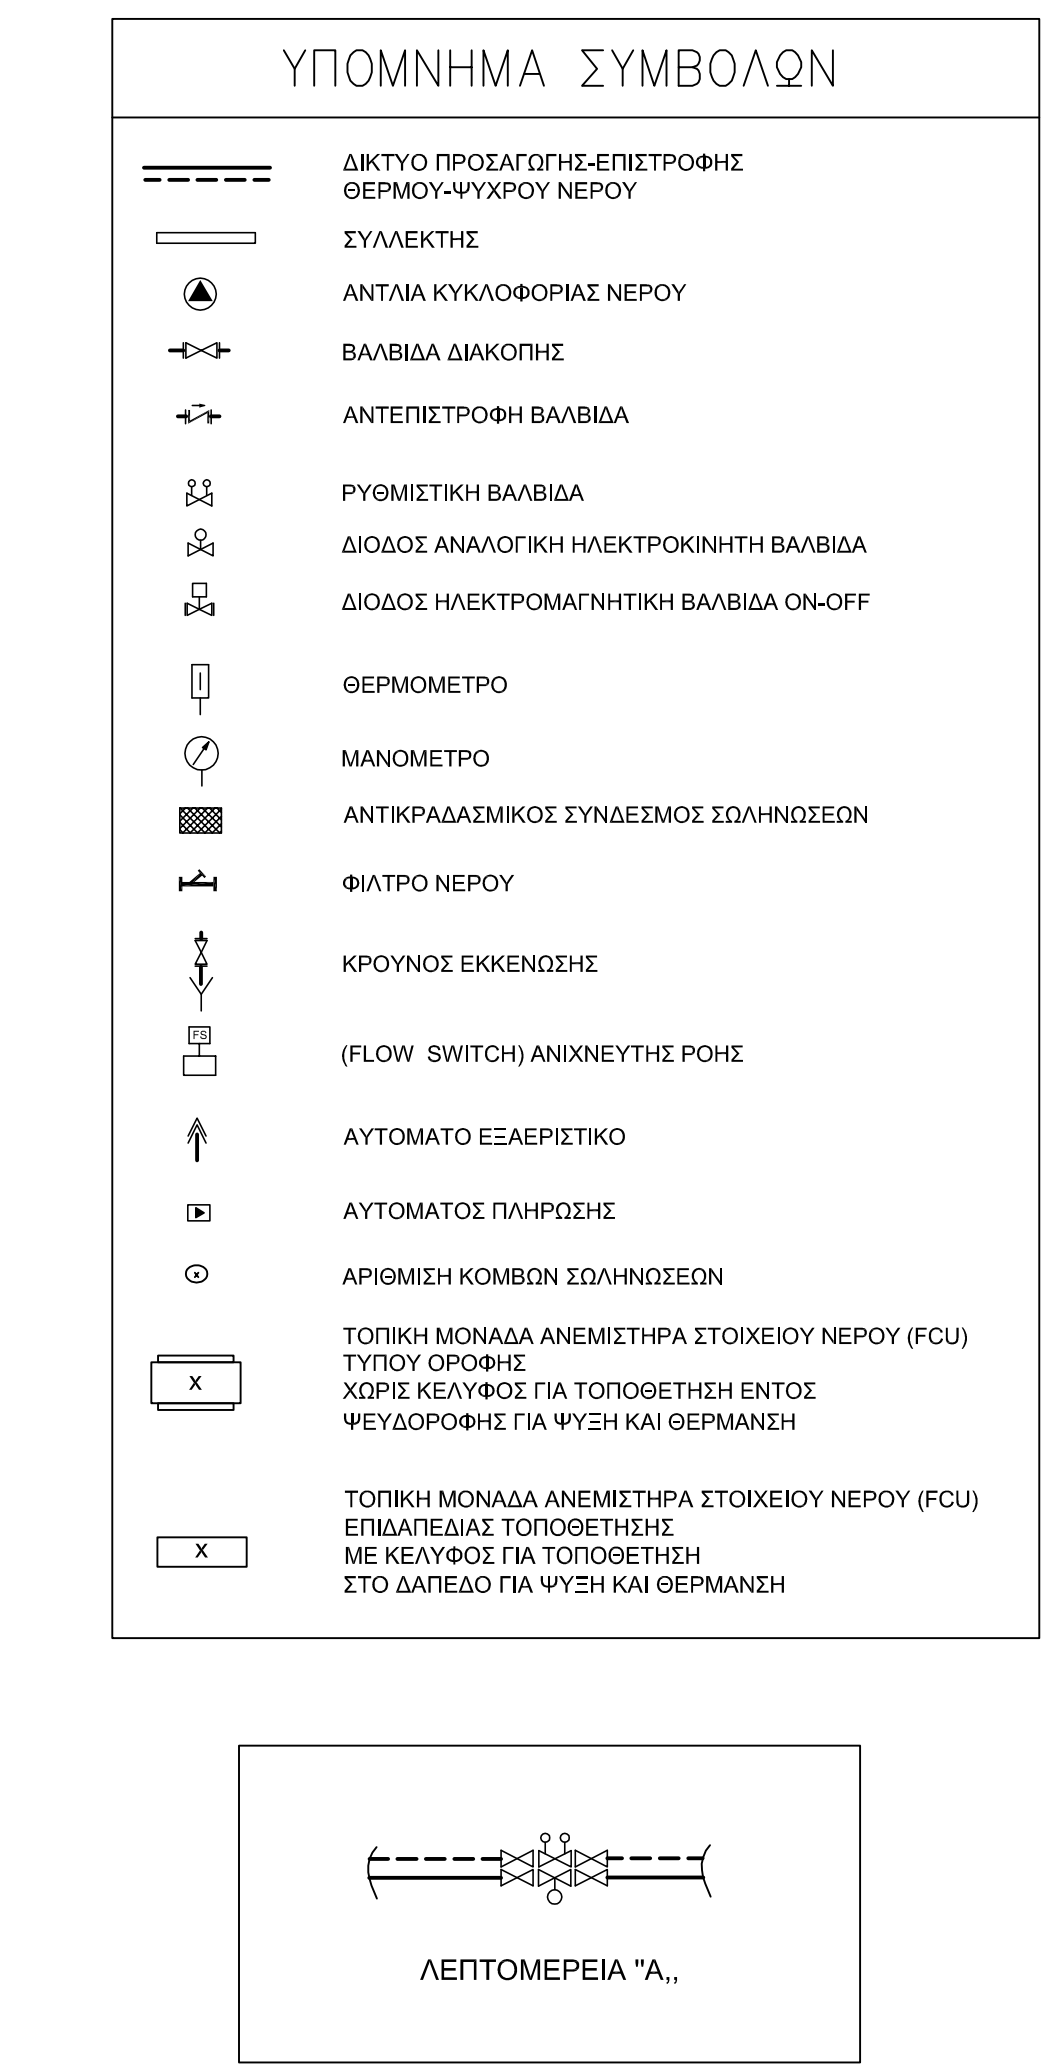 ΥΠΟΜΝΗΜΑ ΣΥΜΒΟΛΩΝ
ΔΙΚΤΥΟ ΠΡΟΣΑΓΩΓΗΣ-ΕΠΙΣΤΡΟΦΗΣ
ΘΕΡΜΟΥ-ΨΥΧΡΟΥ ΝΕΡΟΥ
ΣΥΛΛΕΚΤΗΣ
ΑΝΤΛΙΑ ΚΥΚΛΟΦΟΡΙΑΣ ΝΕΡΟΥ
ΒΑΛΒΙΔΑ ΔΙΑΚΟΠΗΣ
ΑΝΤΕΠΙΣΤΡΟΦΗ ΒΑΛΒΙΔΑ
ΡΥΘΜΙΣΤΙΚΗ ΒΑΛΒΙΔΑ
ΔΙΟΔΟΣ ΑΝΑΛΟΓΙΚΗ ΗΛΕΚΤΡΟΚΙΝΗΤΗ ΒΑΛΒΙΔΑ
ΔΙΟΔΟΣ ΗΛΕΚΤΡΟΜΑΓΝΗΤΙΚΗ ΒΑΛΒΙΔΑ ON-OFF
ΘΕΡΜΟΜΕΤΡΟ
ΜΑΝΟΜΕΤΡΟ
ΑΝΤΙΚΡΑΔΑΣΜΙΚΟΣ ΣΥΝΔΕΣΜΟΣ ΣΩΛΗΝΩΣΕΩΝ
ΦΙΛΤΡΟ ΝΕΡΟΥ
ΚΡΟΥΝΟΣ ΕΚΚΕΝΩΣΗΣ
FS
(FLOW SWITCH) ΑΝΙΧΝΕΥΤΗΣ ΡΟΗΣ
ΑΥΤΟΜΑΤΟ ΕΞΑΕΡΙΣΤΙΚΟ
ΑΥΤΟΜΑΤΟΣ ΠΛΗΡΩΣΗΣ
x ΑΡΙΘΜΙΣΗ ΚΟΜΒΩΝ ΣΩΛΗΝΩΣΕΩΝ
ΤΟΠΙΚΗ ΜΟΝΑΔΑ ΑΝΕΜΙΣΤΗΡΑ ΣΤΟΙΧΕΙΟΥ ΝΕΡΟΥ (FCU)
ΤΥΠΟΥ ΟΡΟΦΗΣ
X
ΧΩΡΙΣ ΚΕΛΥΦΟΣ ΓΙΑ ΤΟΠΟΘΕΤΗΣΗ ΕΝΤΟΣ
ΨΕΥΔΟΡΟΦΗΣ ΓΙΑ ΨΥΞΗ ΚΑΙ ΘΕΡΜΑΝΣΗ
ΤΟΠΙΚΗ ΜΟΝΑΔΑ ΑΝΕΜΙΣΤΗΡΑ ΣΤΟΙΧΕΙΟΥ ΝΕΡΟΥ (FCU)
ΕΠΙΔΑΠΕΔΙΑΣ ΤΟΠΟΘΕΤΗΣΗΣ
X
ΜΕ ΚΕΛΥΦΟΣ ΓΙΑ ΤΟΠΟΘΕΤΗΣΗ
ΣΤΟ ΔΑΠΕΔΟ ΓΙΑ ΨΥΞΗ ΚΑΙ ΘΕΡΜΑΝΣΗ
ΛΕΠΤΟΜΕΡΕΙΑ "Α,,